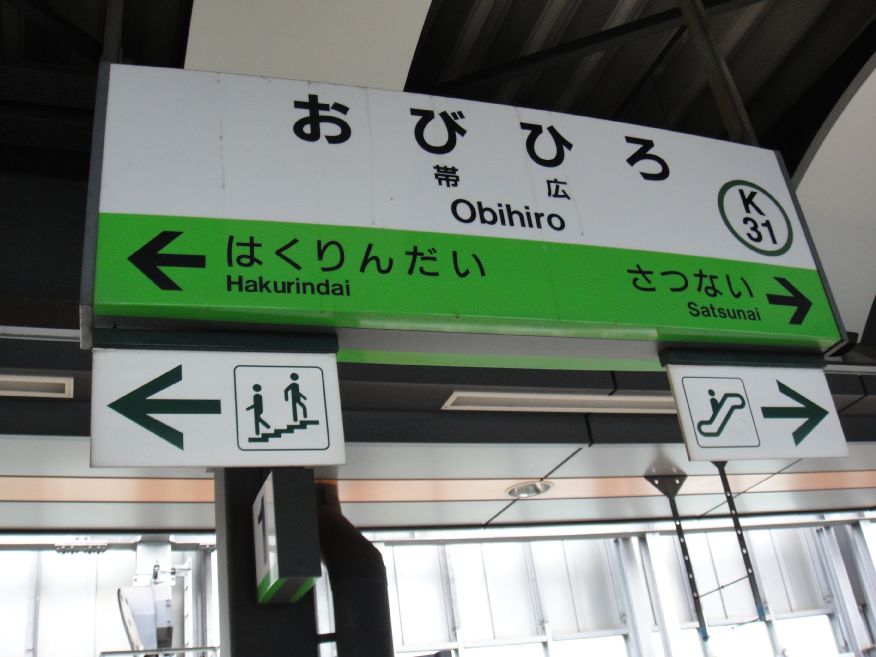 おびひろ
帯広
Obihiro
K
31
はくりんだい
Hakurindai
さつない
Satsunai
1